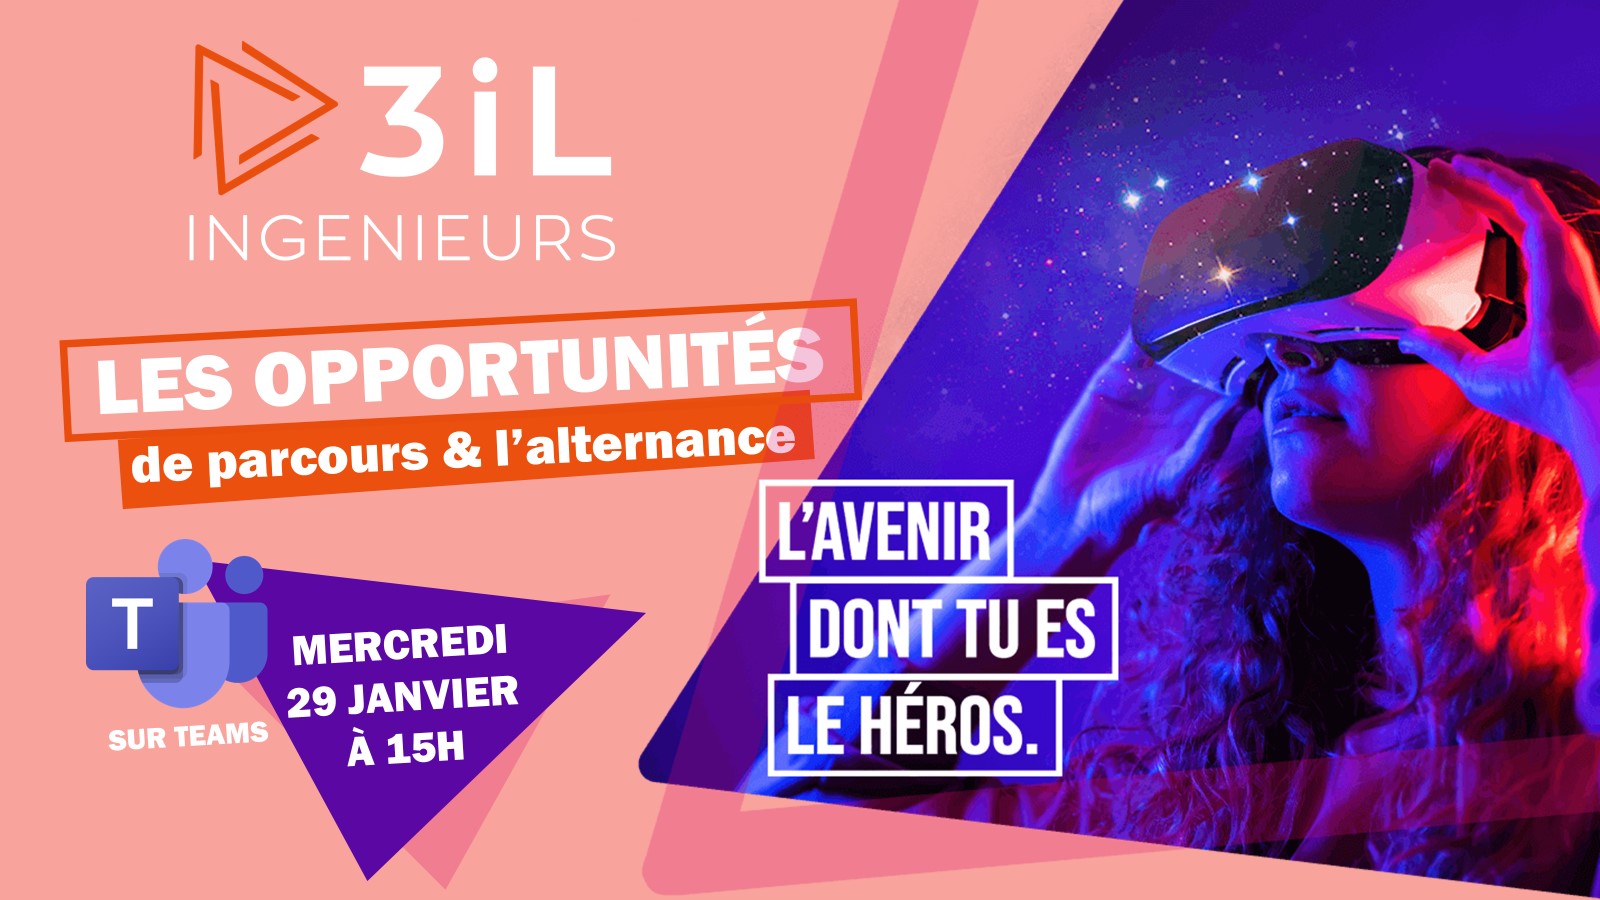 3iL
INGENIEURS
LES OPPORTUNITÉS
de parcours & l’alternance
T
SUR TEAMS
MERCREDI
29 JANVIER
À 15H
L’AVENIR
DONT TU ES
LE HÉROS.